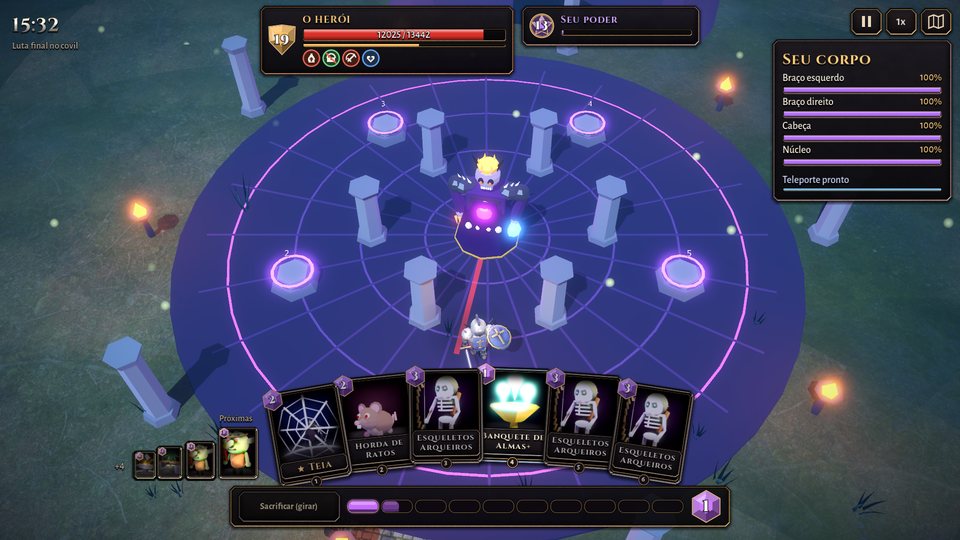 15:32
Luta final no covil
O HERÓI
19
12025 / 13442
13
SEU PODER
1x
SEU CORPO
Braço esquerdo 100%
Braço direito 100%
Cabeça 100%
Núcleo 100%
Teleporte pronto
3
4
2
5
Próximas
+4
2
★ TEIA
1
2
HORDA DE RATOS
2
3
ESQUELETOS ARQUEIROS
3
1
BANQUETE DE ALMAS+
4
3
ESQUELETOS ARQUEIROS
5
3
ESQUELETOS ARQUEIROS
6
Sacrificar (girar)
1